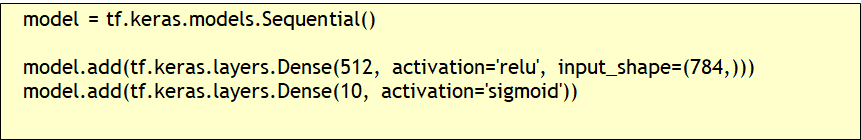 model = tf.keras.models.Sequential()
model.add(tf.keras.layers.Dense(512, activation='relu', input_shape=(784,)))
model.add(tf.keras.layers.Dense(10, activation='sigmoid'))